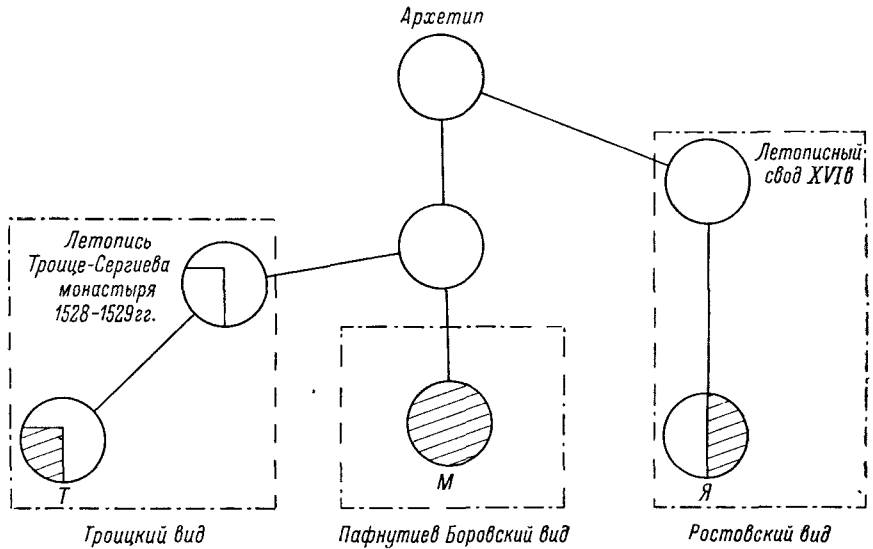 Архетип
Летописный
свод XVIв
Летопись
Троице-Сергиева
монастыря
1528-1529гг.
Т
М
Я
Троицкий вид
Пафнутиев Боровский вид
Ростовский вид